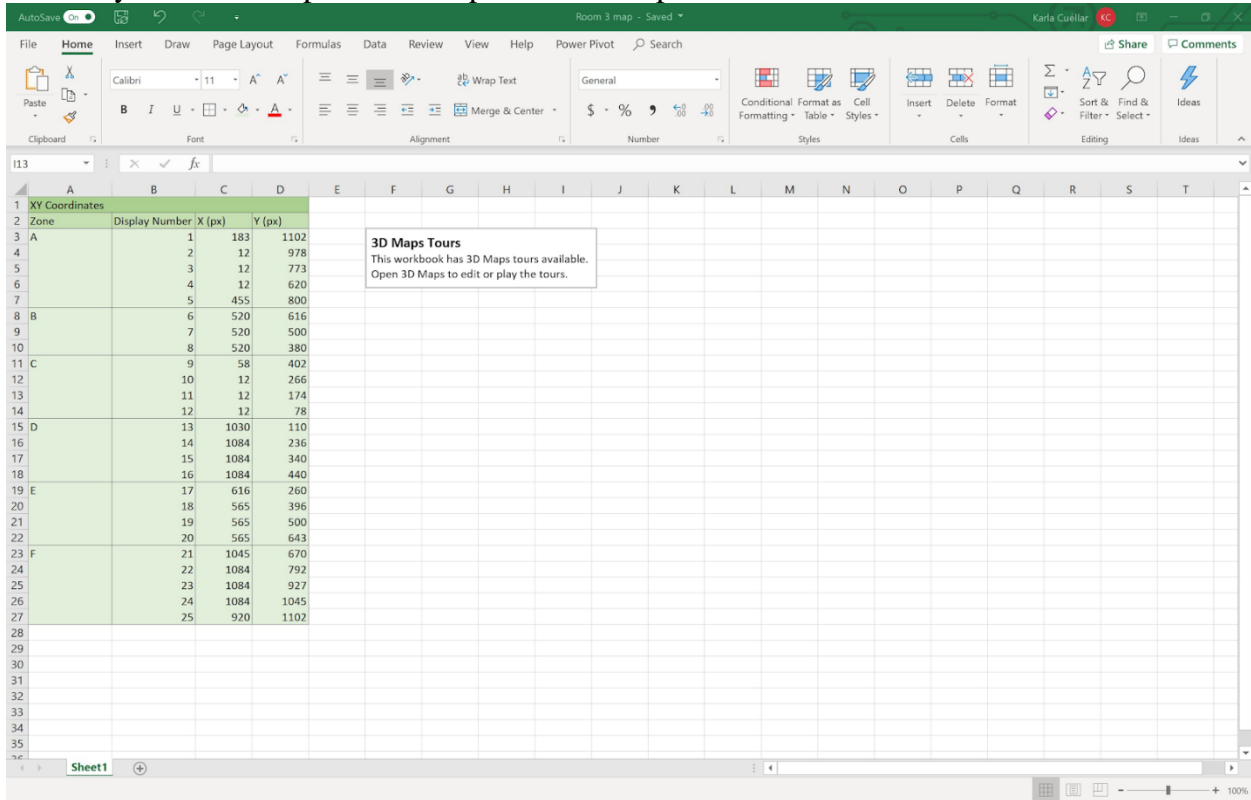 AutoSave On Room 3 map - Saved Karla Cuéllar KC
File Home Insert Draw Page Layout Formulas Data Review View Help Power Pivot Search Share Comments
Paste
Calibri 11 A^ A˅ Wrap Text General
B I U A Merge & Center $ % 9
Conditional Formatting Format as Table Cell Styles Insert Delete Format Sort & Filter Find & Select Ideas
Clipboard Font Alignment Number Styles Cells Editing Ideas
I13 fx
A B C D E F G H I J K L M N O P Q R S T
1 XY Coordinates
2 Zone Display Number X (px) Y (px)
3 A 1 183 1102
4 2 12 978
5 3 12 773
6 4 12 620
7 5 455 800
8 B 6 520 616
9 7 520 500
10 8 520 380
11 C 9 58 402
12 10 12 266
13 11 12 174
14 12 12 78
15 D 13 1030 110
16 14 1084 236
17 15 1084 340
18 16 1084 440
19 E 17 616 260
20 18 565 396
21 19 565 500
22 20 565 643
23 F 21 1045 670
24 22 1084 792
25 23 1084 927
26 24 1084 1045
27 25 920 1102
28
29
30
31
32
33
34
35
3D Maps Tours
This workbook has 3D Maps tours available.
Open 3D Maps to edit or play the tours.
Sheet1
100%